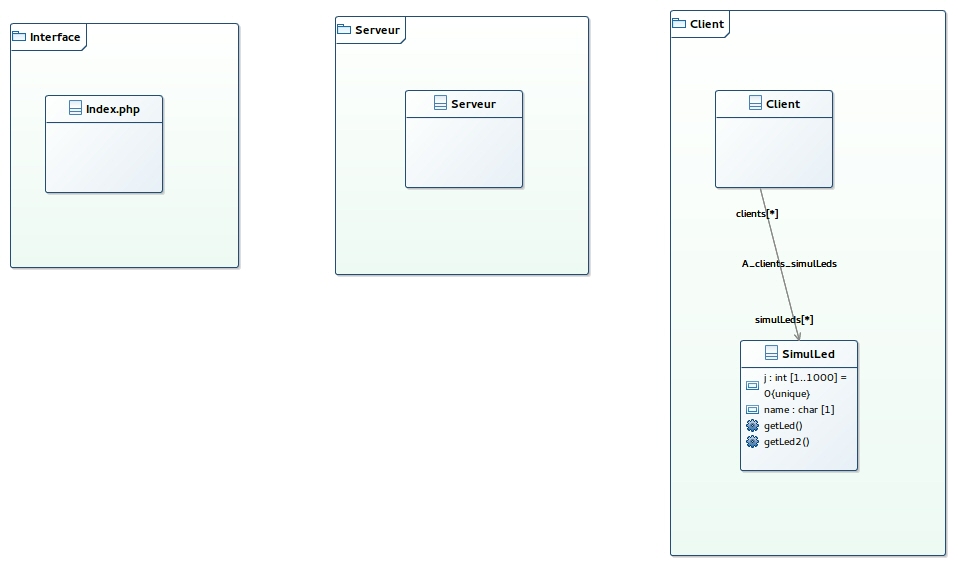 Interface
Index.php
Serveur
Serveur
Client
Client
clients[*]
A_clients_simulLeds
simulLeds[*]
SimulLed
j : int [1..1000] =
0{unique}
name : char [1]
getLed()
getLed2()